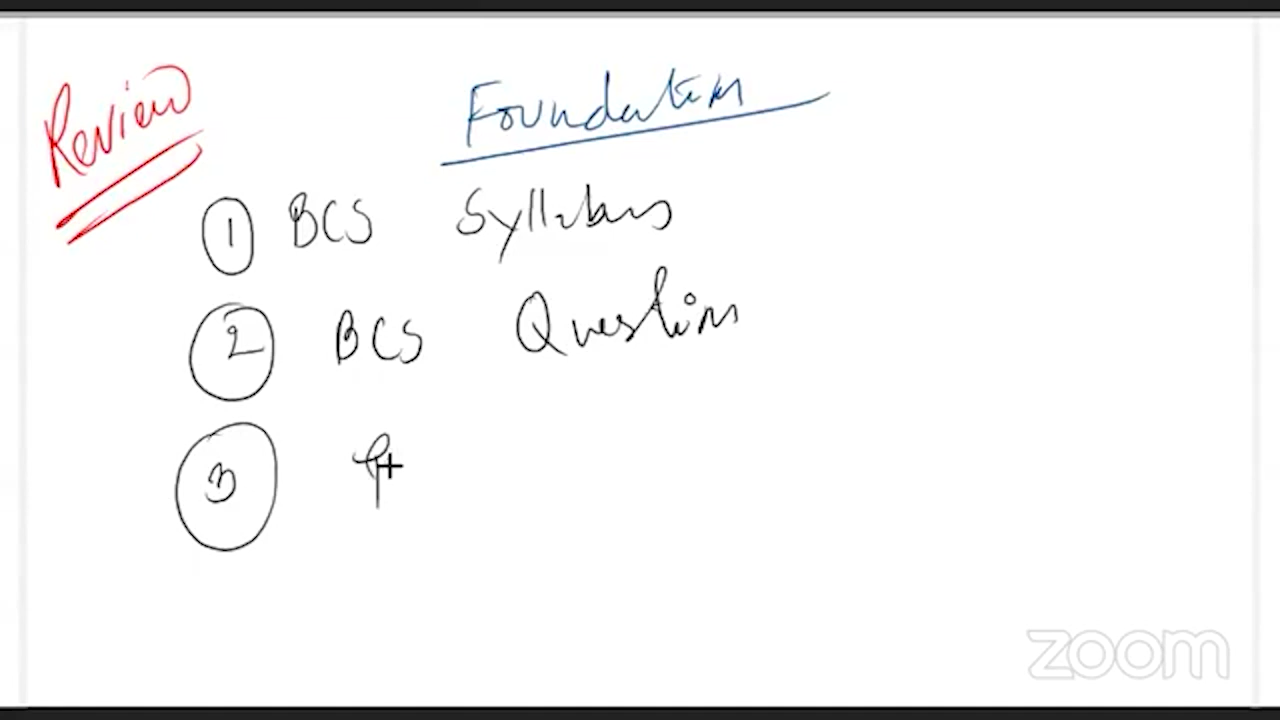 Review
Foundation
1 BCS Syllabus
2 BCS Questions
3
zoom